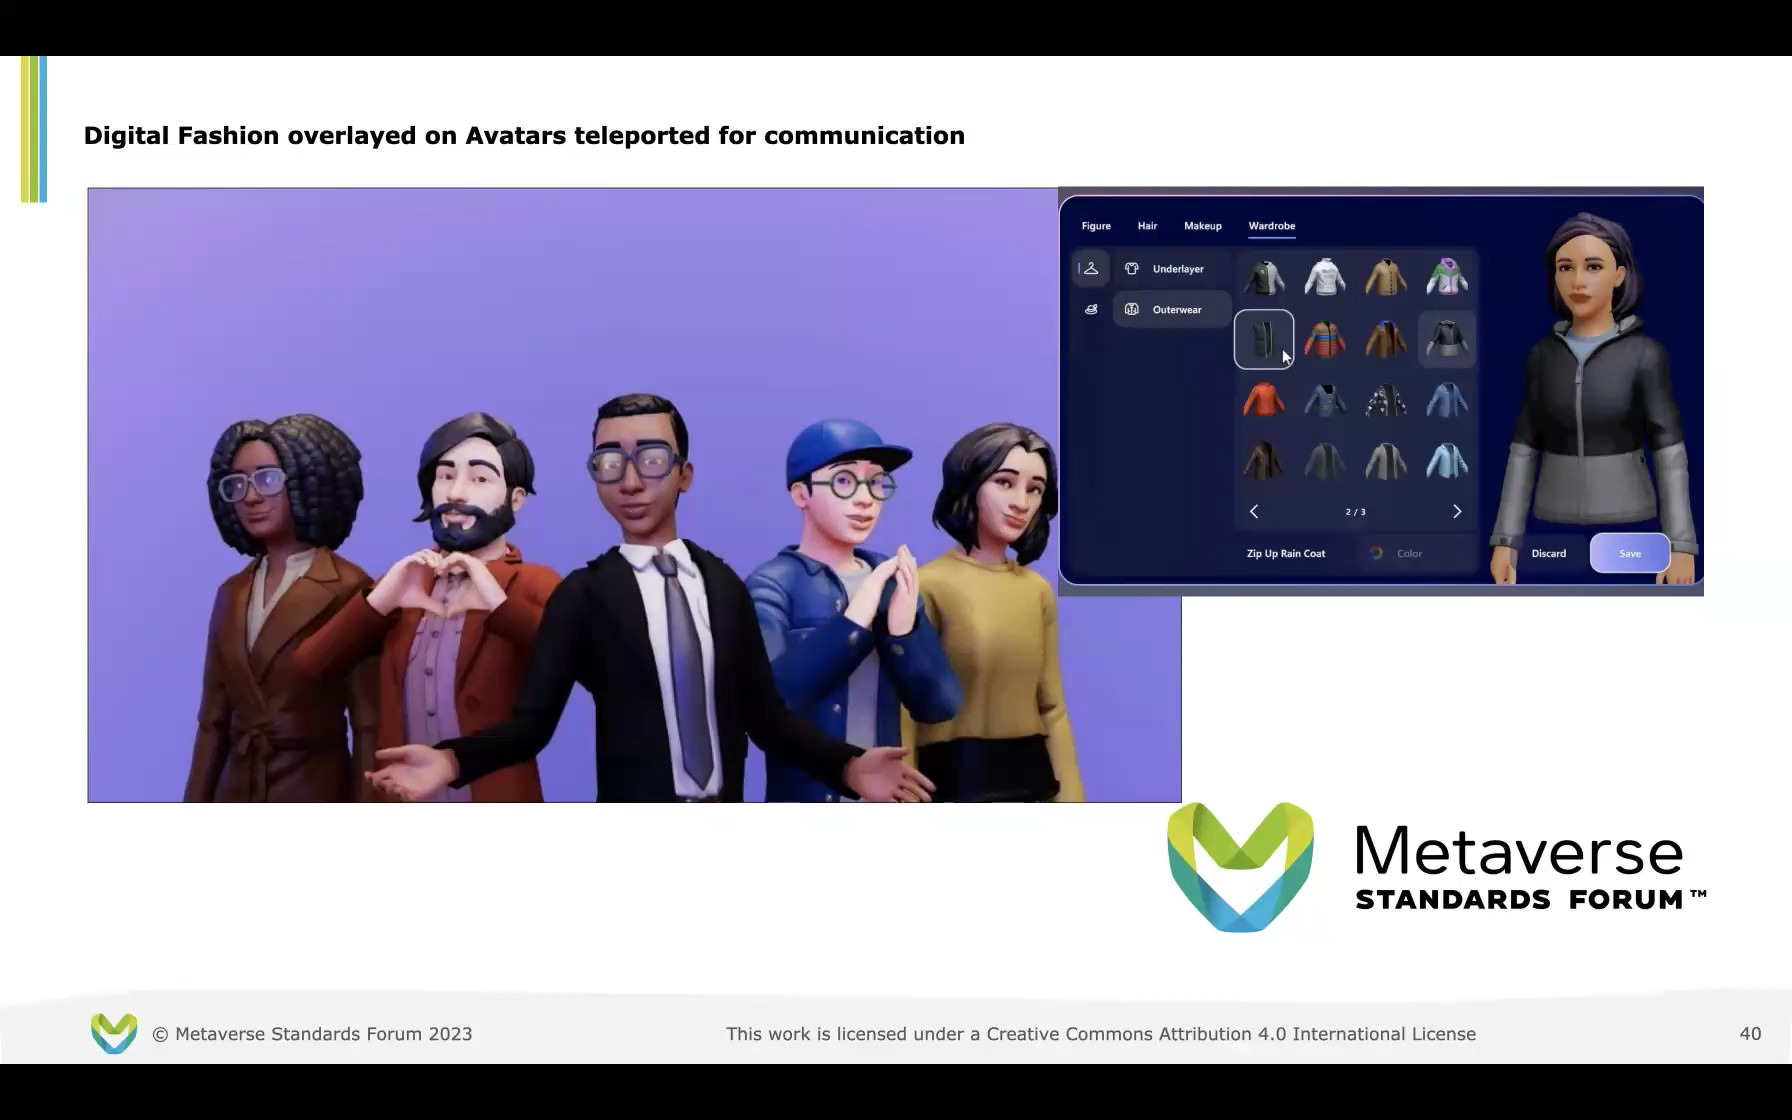 Digital Fashion overlayed on Avatars teleported for communication
Figure Hair Makeup Wardrobe
Underlayer
Outerwear
2 / 3
Zip Up Rain Coat Color Discard Save
Metaverse
STANDARDS FORUM™
© Metaverse Standards Forum 2023 This work is licensed under a Creative Commons Attribution 4.0 International License 40